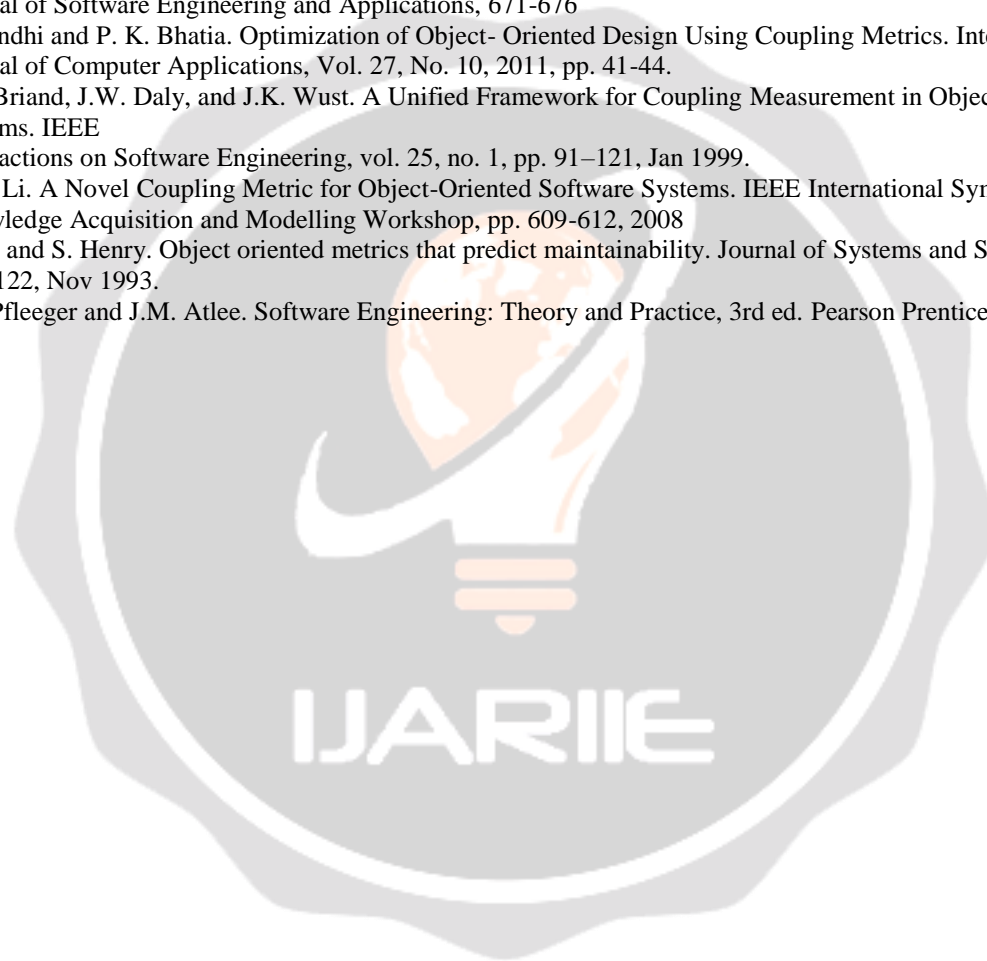 al of Software Engineering and Applications, 671-676
ndhi and P. K. Bhatia. Optimization of Object- Oriented Design Using Coupling Metrics. Inte
al of Computer Applications, Vol. 27, No. 10, 2011, pp. 41-44.
Briand, J.W. Daly, and J.K. Wust. A Unified Framework for Coupling Measurement in Objec
ms. IEEE
actions on Software Engineering, vol. 25, no. 1, pp. 91–121, Jan 1999.
Li. A Novel Coupling Metric for Object-Oriented Software Systems. IEEE International Sym
vledge Acquisition and Modelling Workshop, pp. 609-612, 2008
and S. Henry. Object oriented metrics that predict maintainability. Journal of Systems and S
122, Nov 1993.
Pfleeger and J.M. Atlee. Software Engineering: Theory and Practice, 3rd ed. Pearson Prentice
IJARIIE